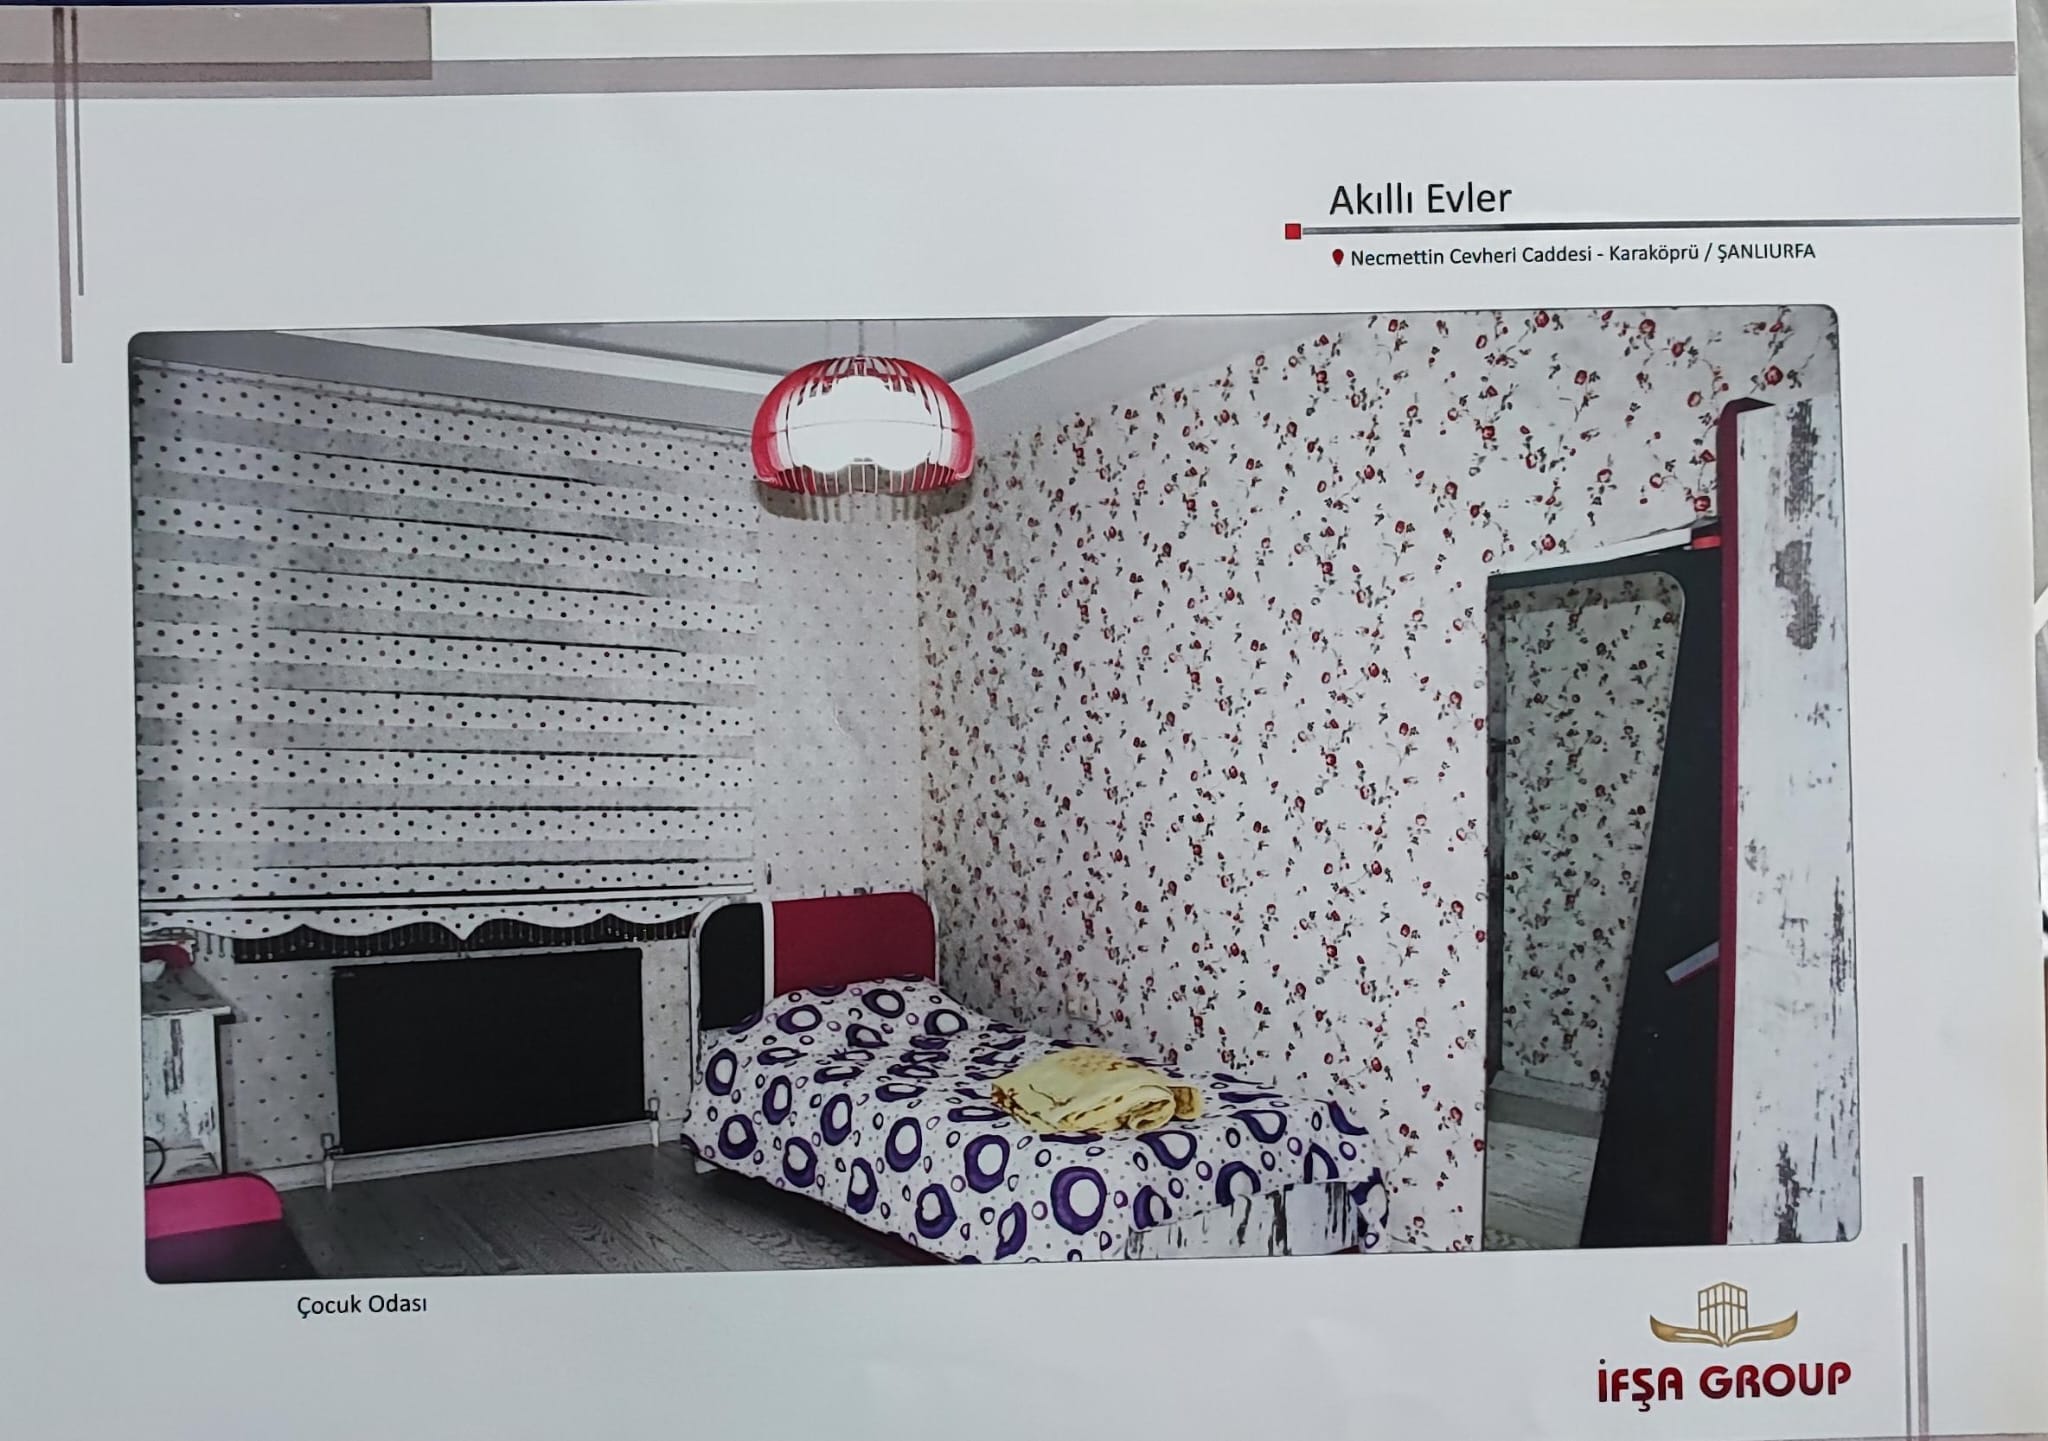 Akıllı Evler
Necmettin Cevheri Caddesi - Karaköprü / ŞANLIURFA
Çocuk Odası
İFŞA GROUP